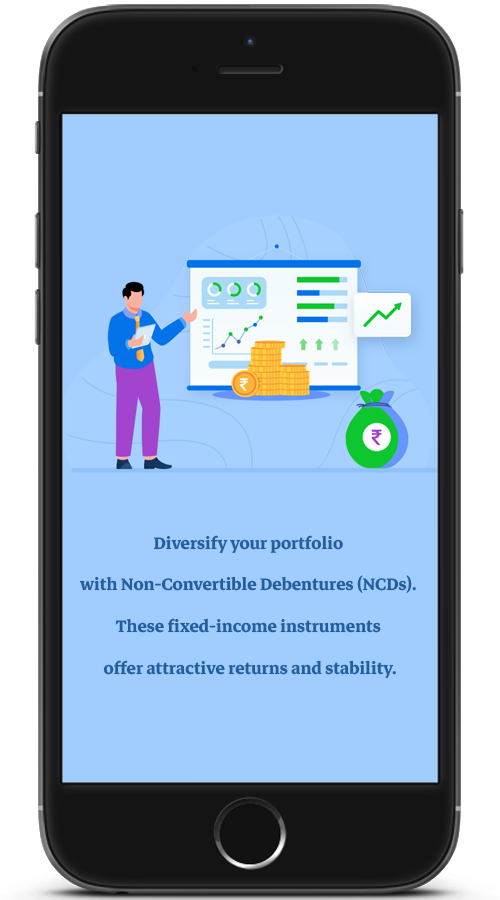 ₹
₹
Diversify your portfolio
with Non-Convertible Debentures (NCDs).
These fixed-income instruments
offer attractive returns and stability.